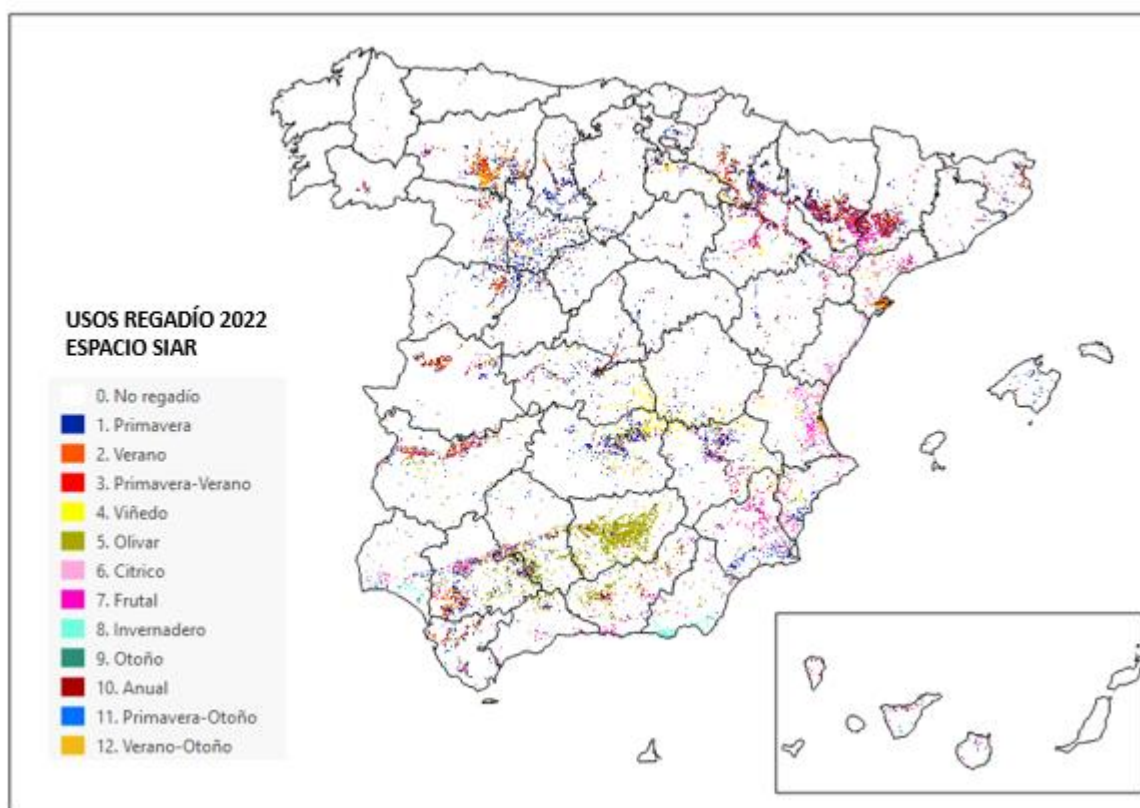 USOS REGADÍO 2022
ESPACIO SIAR
0. No regadío
1. Primavera
2. Verano
3. Primavera-Verano
4. Viñedo
5. Olivar
6. Citrico
7. Frutal
8. Invernadero
9. Otoño
10. Anual
11. Primavera-Otoño
12. Verano-Otoño